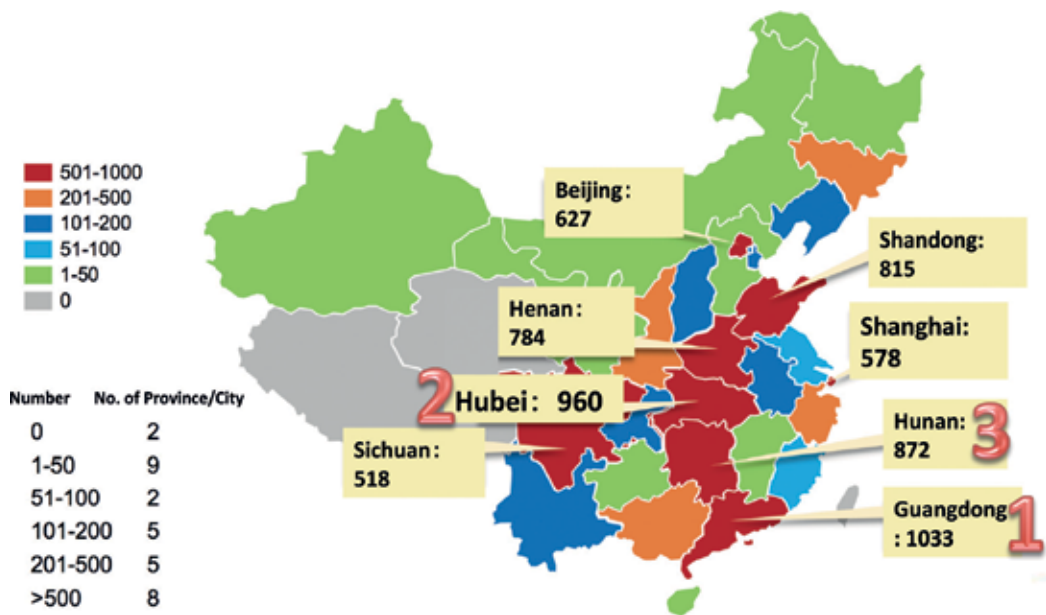 501-1000
201-500
101-200
51-100
1-50
0
Beijing:
627
Shandong:
815
Henan:
784
Shanghai:
578
2
Hubei: 960
Hunan:
872
3
Sichuan:
518
Guangdong
: 1033
1
Number No. of Province/City
0 2
1-50 9
51-100 2
101-200 5
201-500 5
>500 8